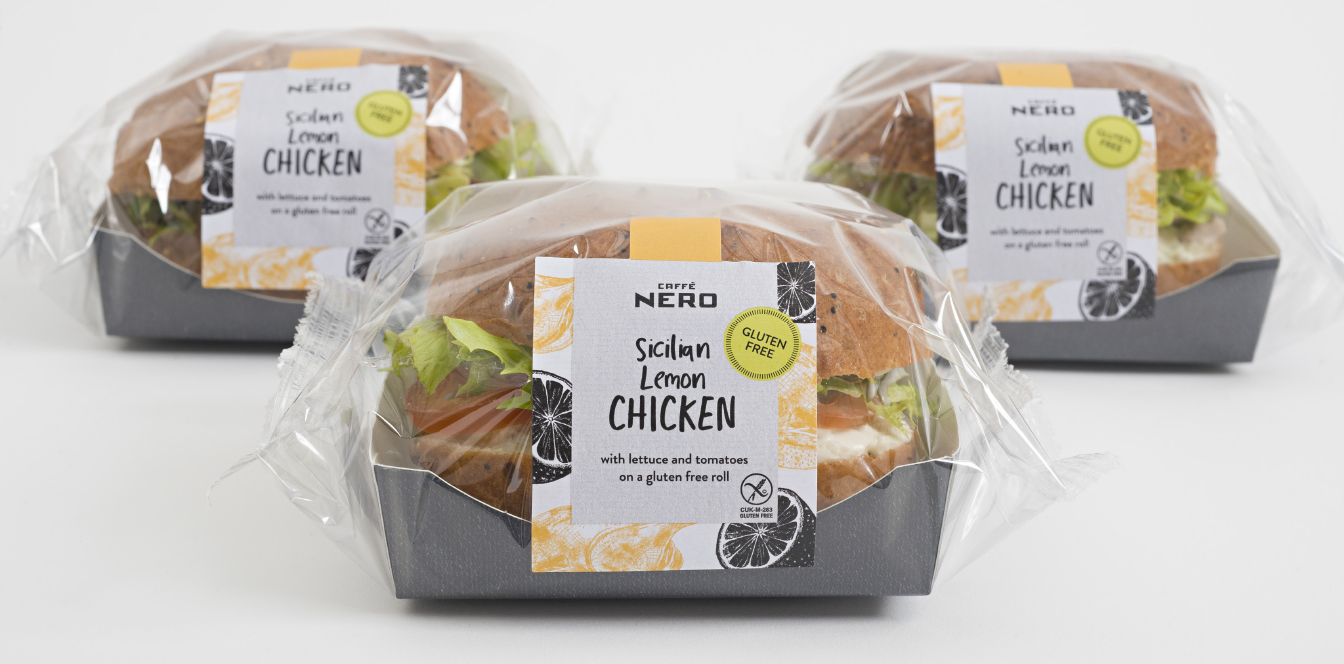 CAFFÈ
NERO
Sicilian
Lemon
CHICKEN
GLUTEN
FREE
with lettuce and tomatoes
on a gluten free roll
CAFFÈ
NERO
Sicilian
Lemon
CHICKEN
GLUTEN
FREE
with lettuce and tomatoes
on a gluten free roll
CAFFÈ
NERO
Sicilian
Lemon
CHICKEN
GLUTEN
FREE
with lettuce and tomatoes
on a gluten free roll
CUK-M-283
GLUTEN FREE